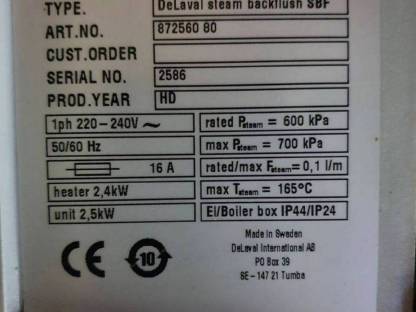 TYPE. DeLaval steam backflush SBF
ART.NO. 872560 80
CUST.ORDER
SERIAL NO. 2586
PROD.YEAR HD
1ph 220-240V ~ rated Psteam = 600 kPa
50/60 Hz max Psteam = 700 kPa
16 A rated/max Fsteam=0,1 l/m
heater 2,4kW max Tsteam = 165°C
unit 2,5kW El/Boiler box IP44/IP24
CE 10
Made in Sweden
DeLaval International AB
PO Box 39
SE-147 21 Tumba